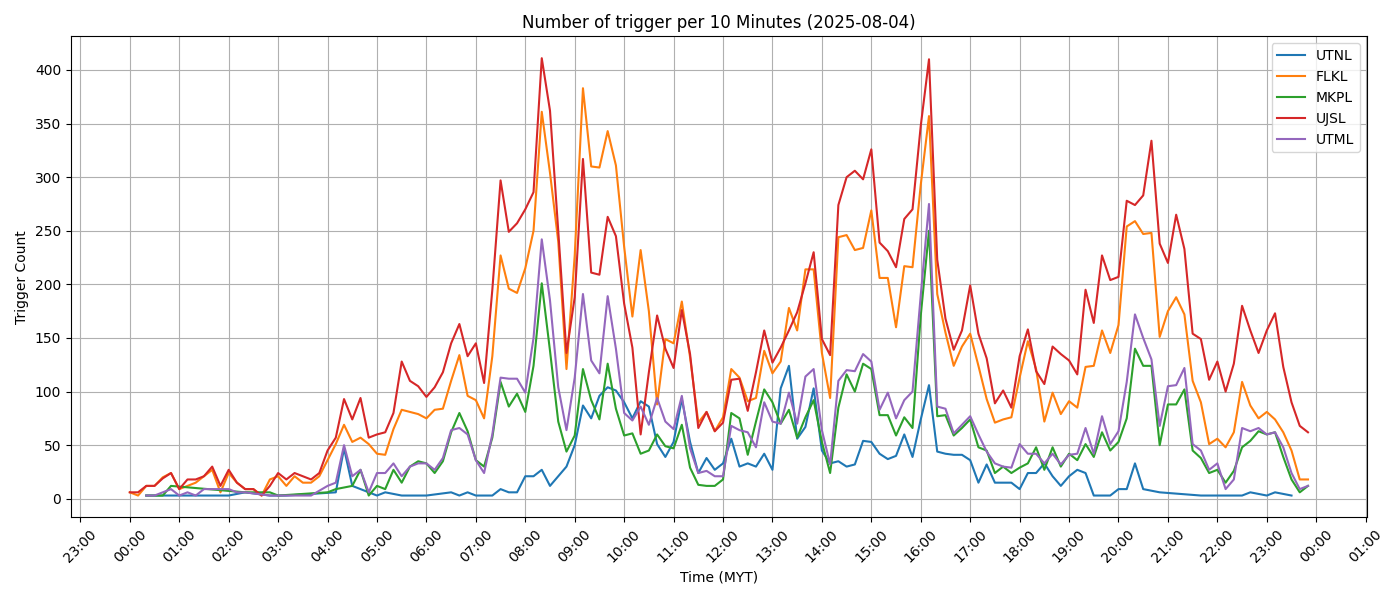 Number of trigger per 10 Minutes (2025-08-04)
UTNL
FLKL
MKPL
UJSL
UTML
Trigger Count
400
350
300
250
200
150
100
50
0
23:00 00:00 01:00 02:00 03:00 04:00 05:00 06:00 07:00 08:00 09:00 10:00 11:00 12:00 13:00 14:00 15:00 16:00 17:00 18:00 19:00 20:00 21:00 22:00 23:00 00:00 01:00
Time (MYT)